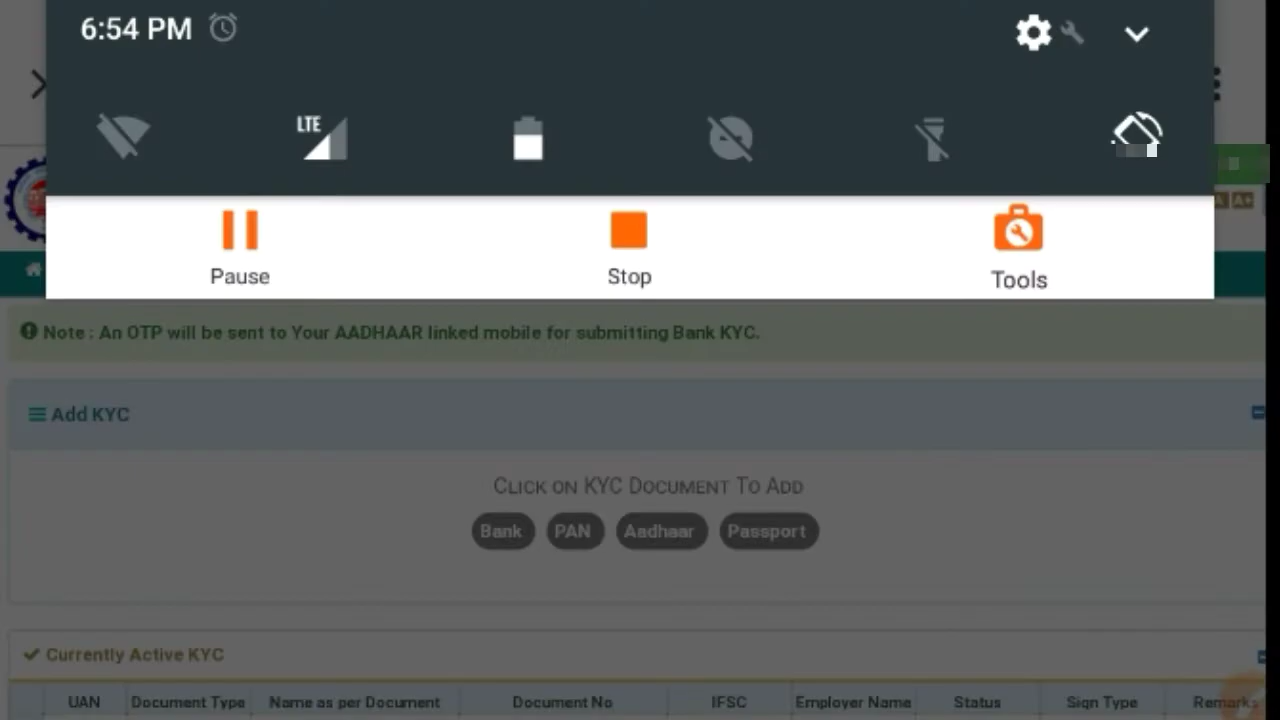 6:54 PM
LTE
Pause
Stop
Tools
A+
Note : An OTP will be sent to Your AADHAAR linked mobile for submitting Bank KYC.
Add KYC
CLICK ON KYC DOCUMENT TO ADD
Bank PAN Aadhaar Passport
Currently Active KYC
UAN Document Type Name as per Document Document No IFSC Employer Name Status Sign Type Remarks